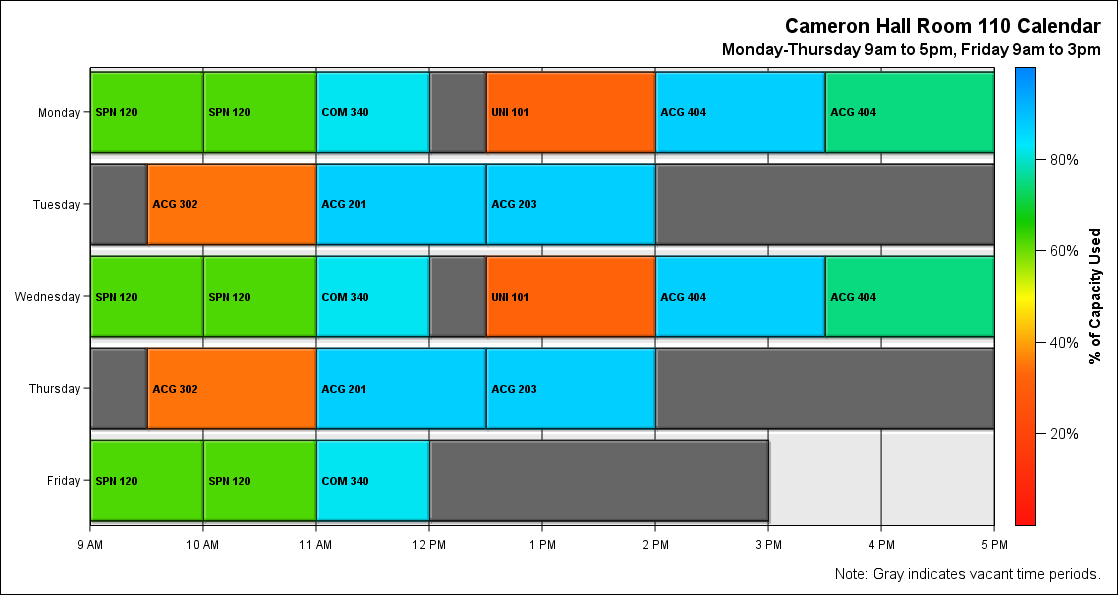 Cameron Hall Room 110 Calendar
Monday-Thursday 9am to 5pm, Friday 9am to 3pm
Monday SPN 120 SPN 120 COM 340 UNI 101 ACG 404 ACG 404
Tuesday ACG 302 ACG 201 ACG 203
Wednesday SPN 120 SPN 120 COM 340 UNI 101 ACG 404 ACG 404
Thursday ACG 302 ACG 201 ACG 203
Friday SPN 120 SPN 120 COM 340
9 AM 10 AM 11 AM 12 PM 1 PM 2 PM 3 PM 4 PM 5 PM
80%
60%
40%
20%
% of Capacity Used
Note: Gray indicates vacant time periods.